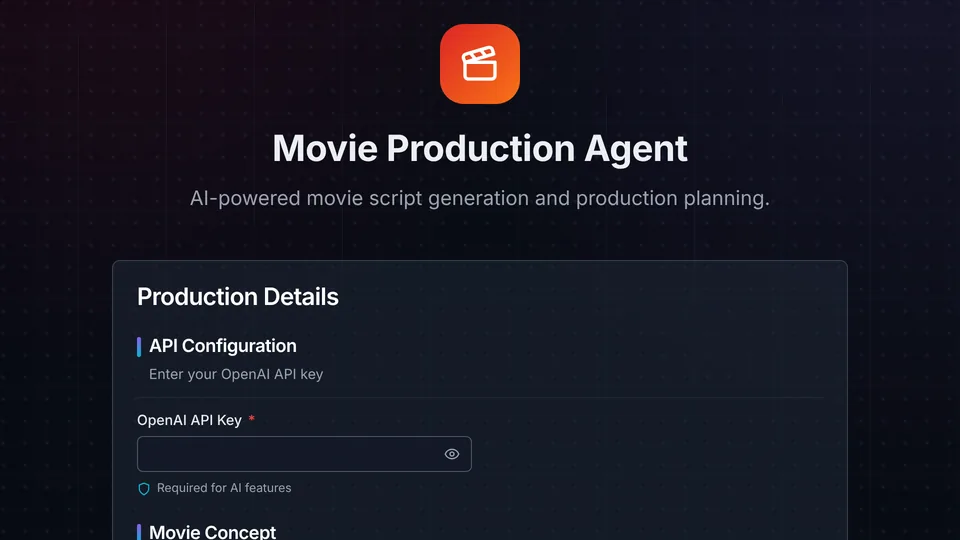 Movie Production Agent
AI-powered movie script generation and production planning.
Production Details
API Configuration
Enter your OpenAI API key
OpenAI API Key *
Required for AI features
Movie Concept